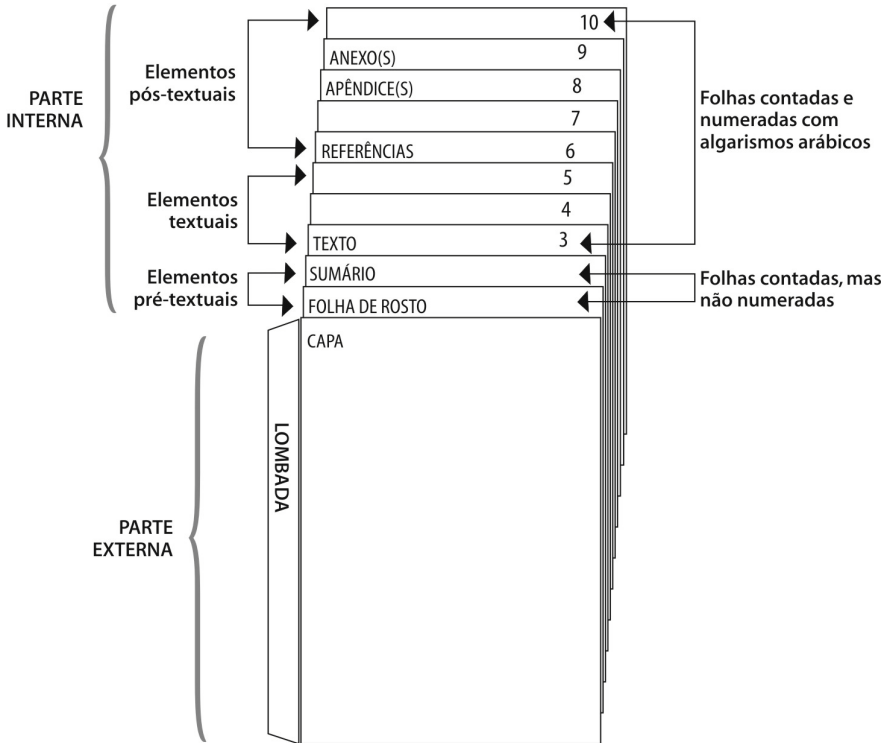 10
ANEXO(S) 9
Elementos
pós-textuais
APÊNDICE(S) 8
PARTE
INTERNA
Folhas contadas e
numeradas com
algarismos arábicos
7
REFERÊNCIAS 6
5
Elementos
textuais
4
TEXTO 3
SUMÁRIO
Elementos
pré-textuais
Folhas contadas, mas
não numeradas
FOLHA DE ROSTO
CAPA
LOMBADA
PARTE
EXTERNA